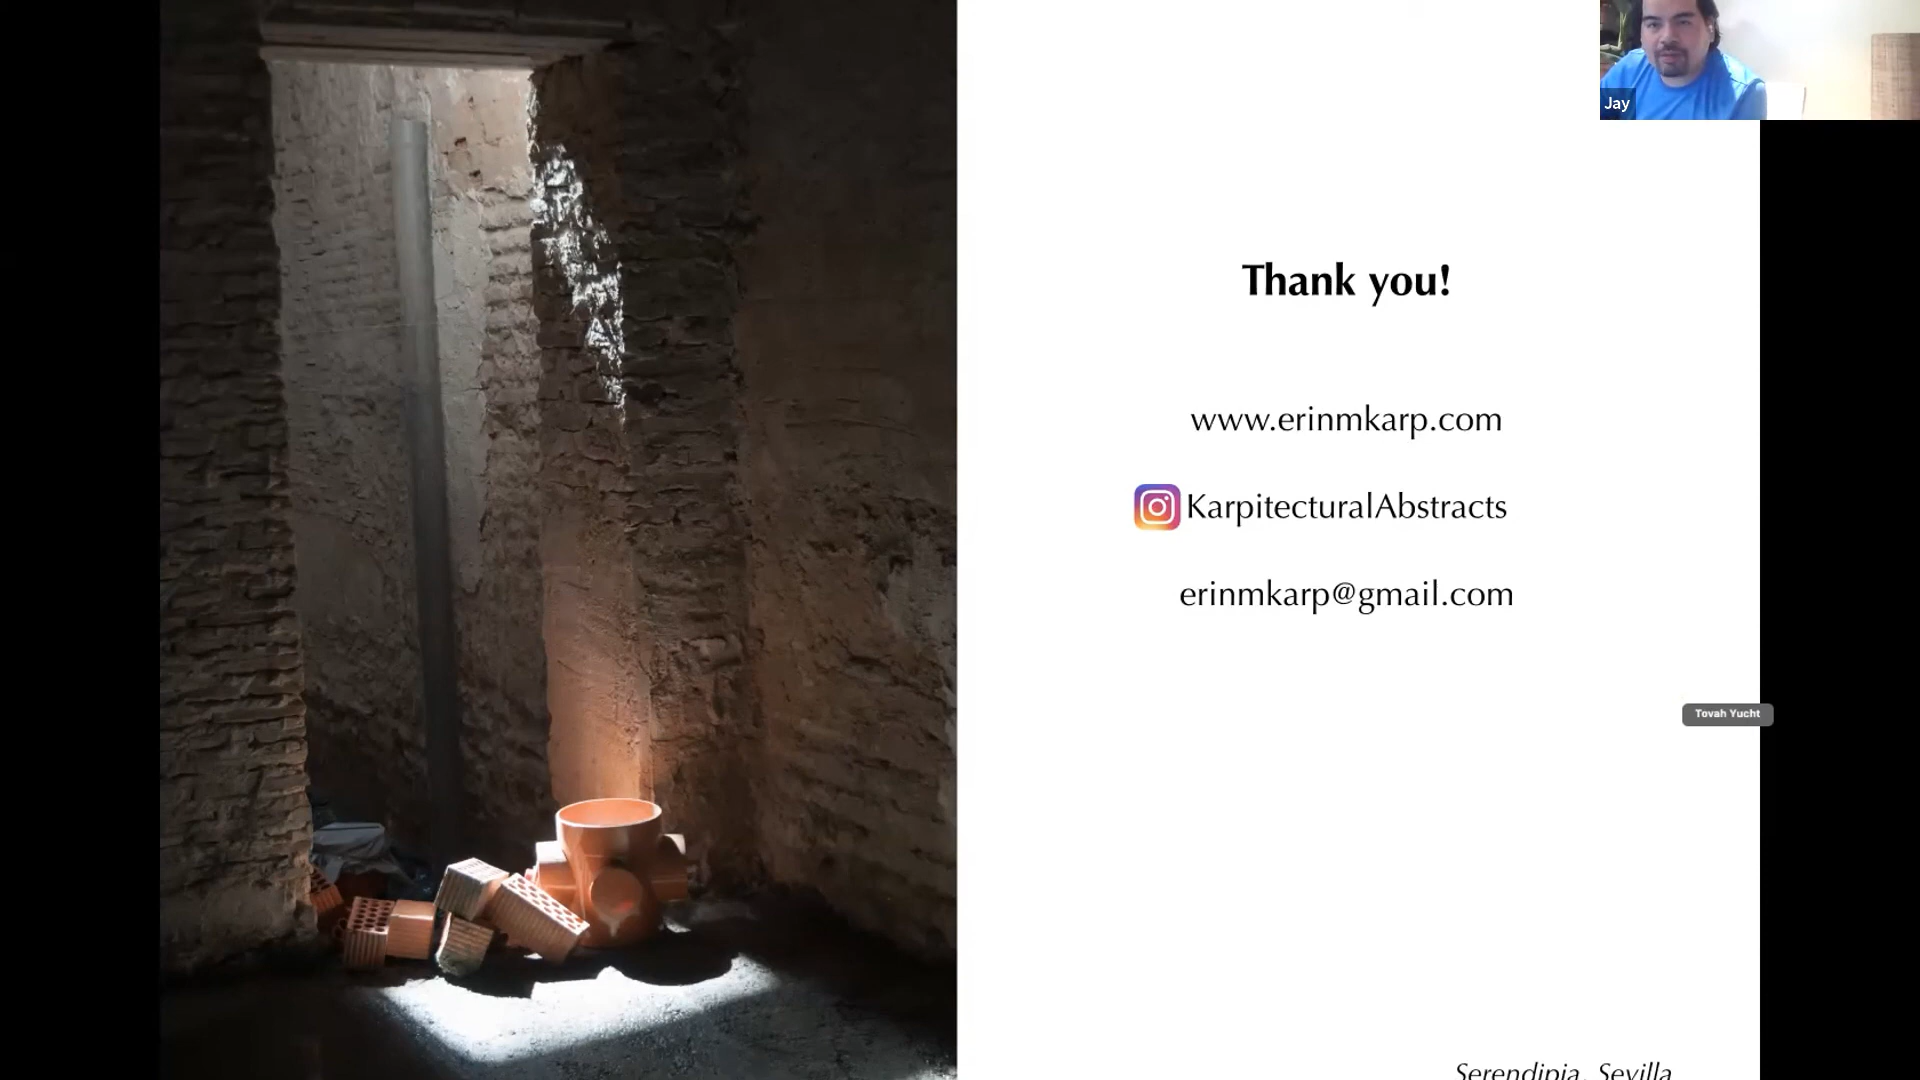 Jay
Thank you!
www.erinmkarp.com
KarpitecturalAbstracts
erinmkarp@gmail.com
Tovah Yucht
Serendipia, Sevilla